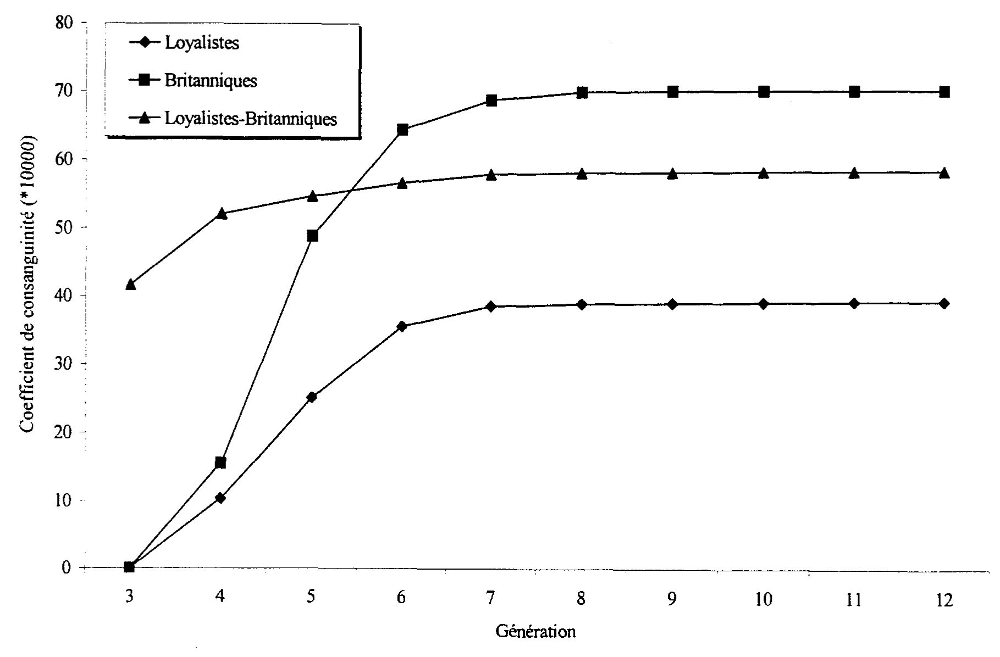 80
70
60
50
40
30
20
10
0
Loyalistes
Britanniques
Loyalistes-Britanniques
Coefficient de consanguinité (*10000)
3 4 5 6 7 8 9 10 11 12
Génération